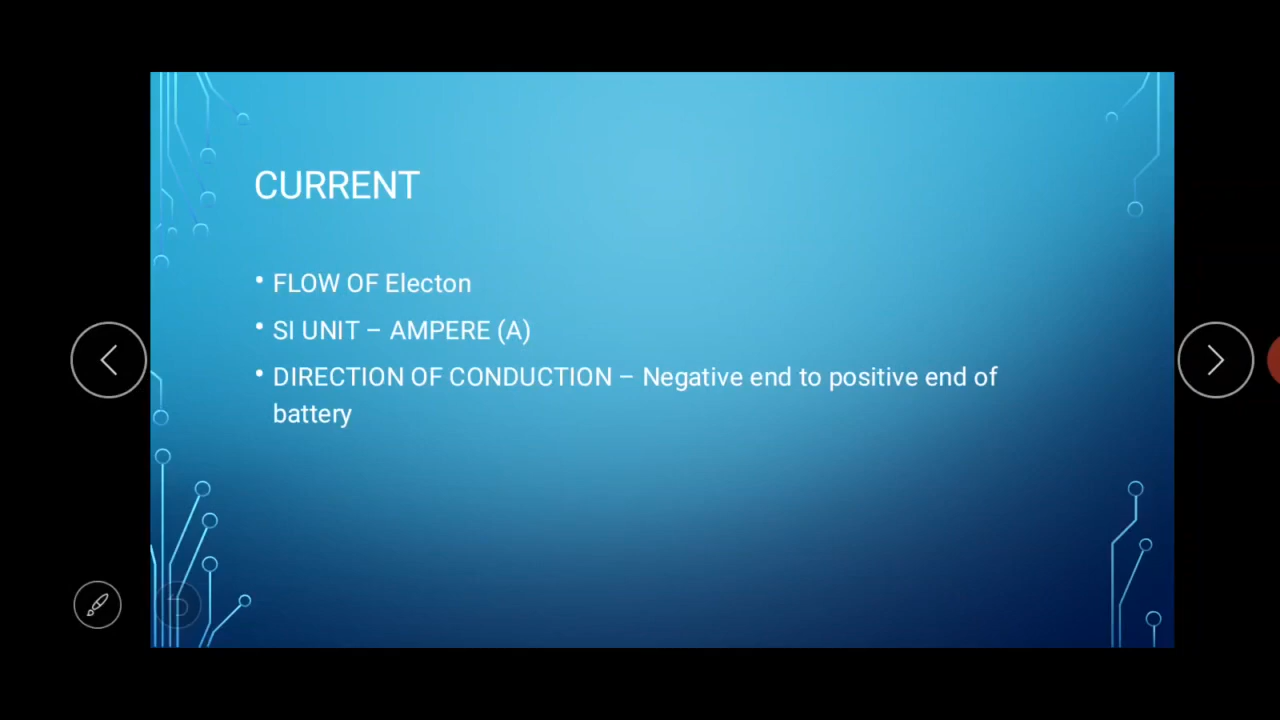 CURRENT
• FLOW OF Electon
• SI UNIT – AMPERE (A)
• DIRECTION OF CONDUCTION – Negative end to positive end of
battery